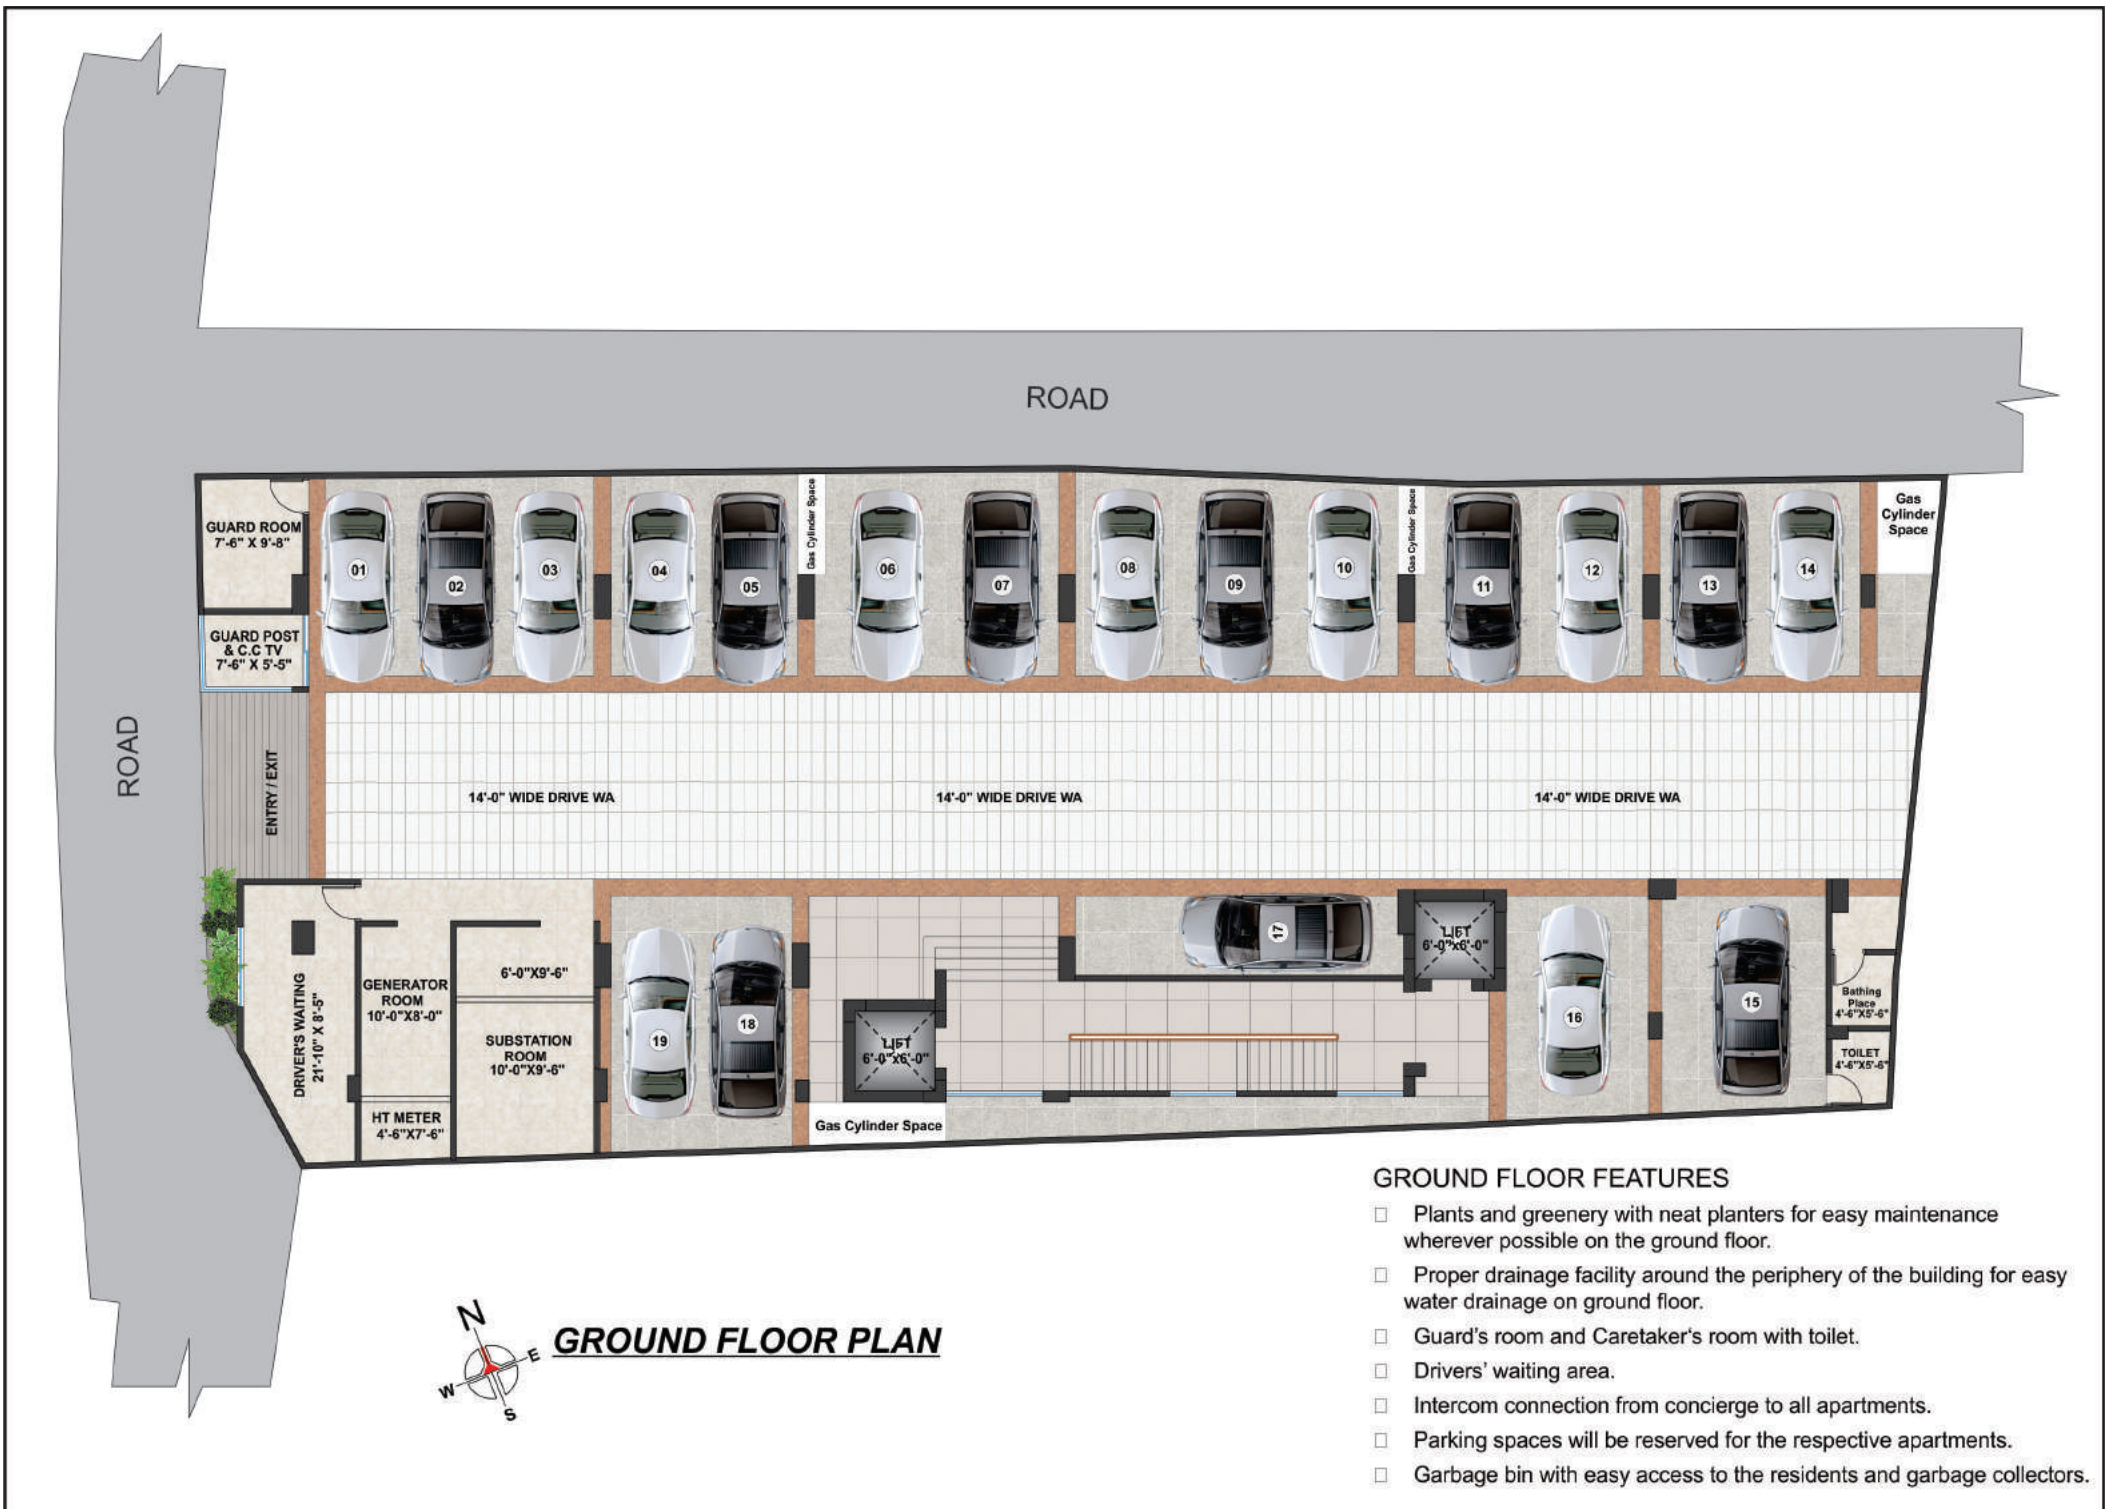 ROAD
ROAD
GUARD ROOM
7'-6" X 9'-8"
GUARD POST
& C.C TV
7'-6" X 5'-5"
ENTRY / EXIT
01
02
03
04
05
Gas Cylinder Space
06
07
08
09
10
Gas Cylinder Space
11
12
13
14
Gas
Cylinder
Space
14'-0" WIDE DRIVE WA
14'-0" WIDE DRIVE WA
14'-0" WIDE DRIVE WA
DRIVER'S WAITING
21'-10" X 8'-5"
GENERATOR
ROOM
10'-0"X8'-0"
HT METER
4'-6"X7'-6"
6'-0"X9'-6"
SUBSTATION
ROOM
10'-0"X9'-6"
19
18
LIFT
6'-0"x6'-0"
Gas Cylinder Space
17
LIFT
6'-0"x6'-0"
16
15
Bathing
Place
4'-6"X5'-6"
TOILET
4'-6"X5'-6"
GROUND FLOOR FEATURES
Plants and greenery with neat planters for easy maintenance
wherever possible on the ground floor.
Proper drainage facility around the periphery of the building for easy
water drainage on ground floor.
Guard's room and Caretaker's room with toilet.
Drivers' waiting area.
Intercom connection from concierge to all apartments.
Parking spaces will be reserved for the respective apartments.
Garbage bin with easy access to the residents and garbage collectors.
N
E
W
S
GROUND FLOOR PLAN